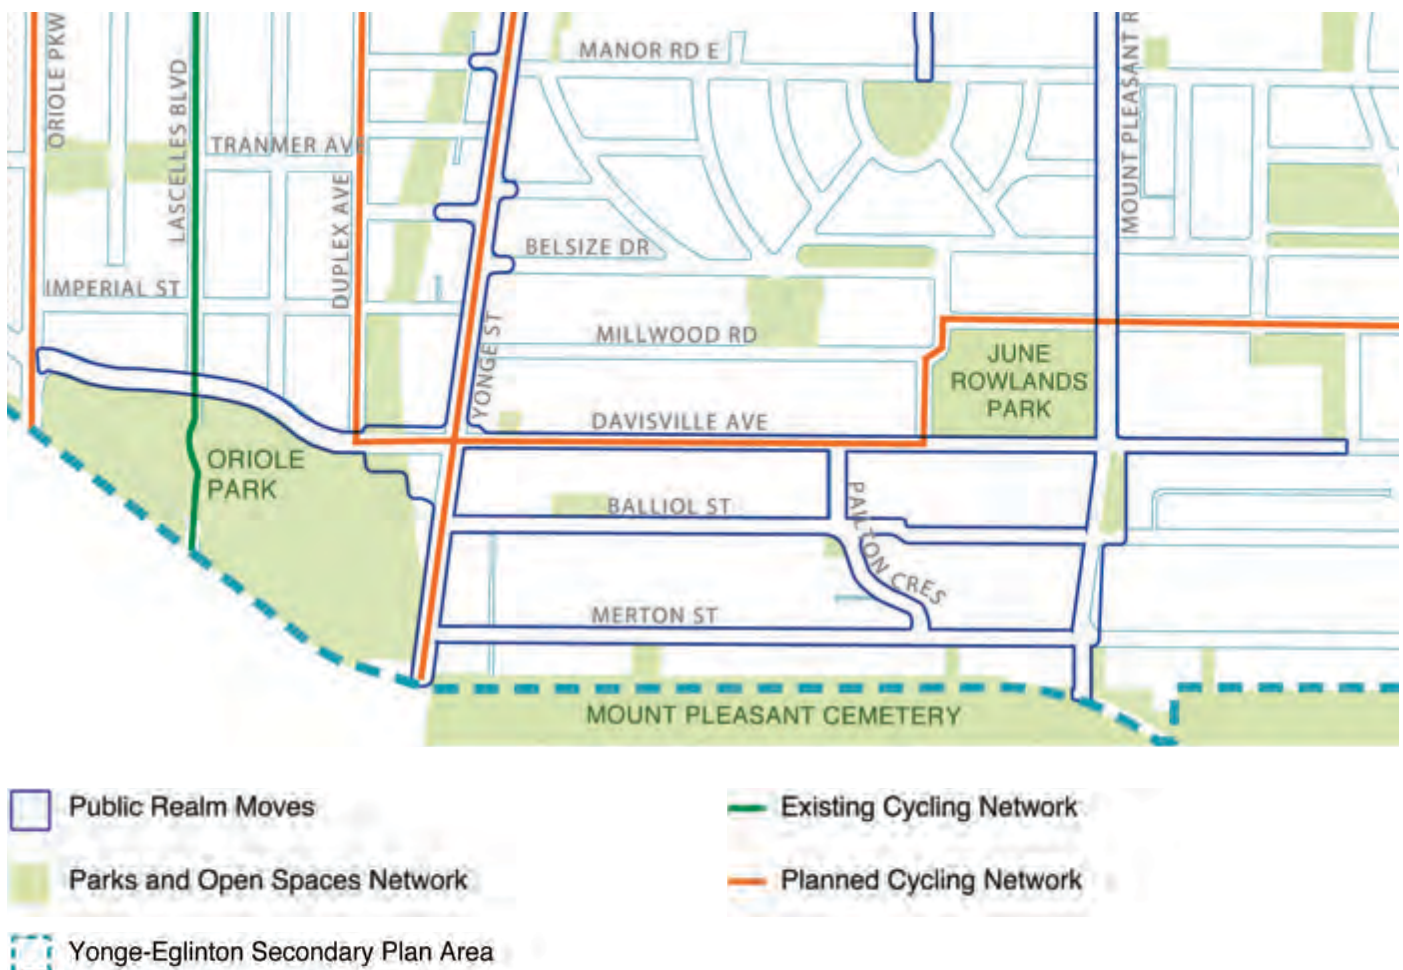 ORIOLE PKW
LASCELLES BLVD
MANOR RD E
MOUNT PLEASANT R
TRANMER AVE
DUPLEX AVE
BELSIZE DR
IMPERIAL ST
YONGE ST
MILLWOOD RD
JUNE
ROWLANDS
PARK
DAVISVILLE AVE
ORIOLE
PARK
BALLIOL ST
PAILTON CRES
MERTON ST
MOUNT PLEASANT CEMETERY
Public Realm Moves
Parks and Open Spaces Network
Yonge-Eglinton Secondary Plan Area
Existing Cycling Network
Planned Cycling Network